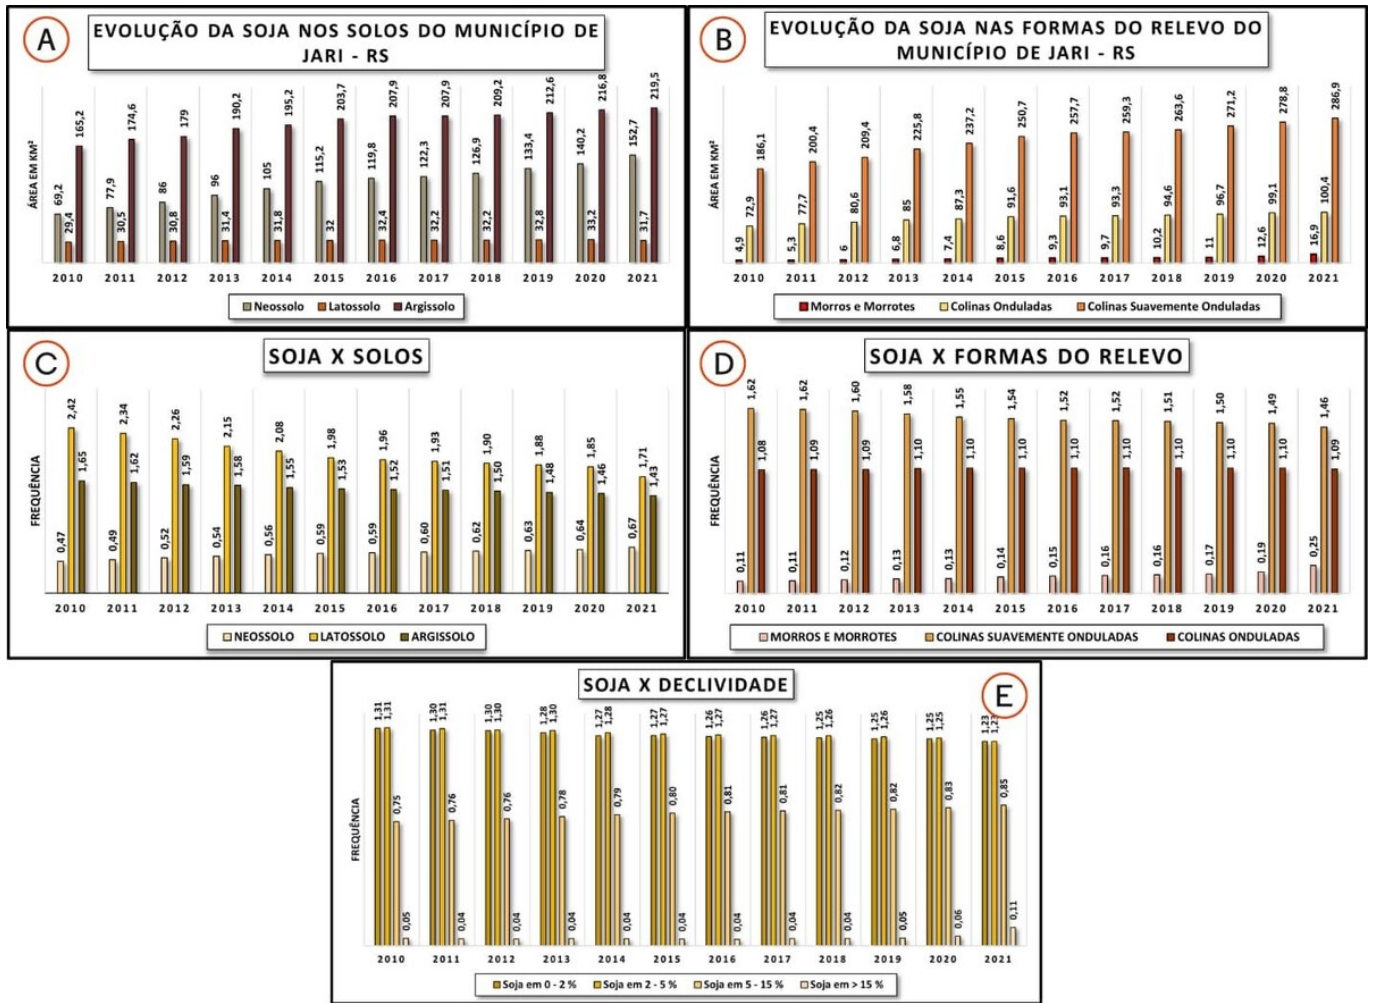 A
EVOLUÇÃO DA SOJA NOS SOLOS DO MUNICÍPIO DE
JARI - RS
ÁREA EM KM²
69,2 29,4 165,2
77,9 30,5 174,6
86 30,8 179
96 31,4 190,2
105 31,8 195,2
115,2 32 203,7
119,8 32,4 207,9
122,3 32,2 207,9
126,9 32,2 209,2
133,4 32,8 212,6
140,2 33,2 216,8
152,7 31,7 219,5
2010 2011 2012 2013 2014 2015 2016 2017 2018 2019 2020 2021
Neossolo Latossolo Argissolo
B
EVOLUÇÃO DA SOJA NAS FORMAS DO RELEVO DO
MUNICÍPIO DE JARI - RS
ÁREA EM KM²
4,9 72,9 186,1
5,3 77,7 200,4
6 80,6 209,4
6,8 85 225,8
7,4 87,3 237,2
8,6 91,6 250,7
9,3 93,1 257,7
9,7 93,3 259,3
10,2 94,6 263,6
11 96,7 271,2
12,6 99,1 278,8
16,9 100,4 286,9
2010 2011 2012 2013 2014 2015 2016 2017 2018 2019 2020 2021
Morros e Morrotes Colinas Onduladas Colinas Suavemente Onduladas
C
SOJA X SOLOS
FREQUÊNCIA
0,47 2,42 1,65
0,49 2,34 1,62
0,52 2,26 1,59
0,54 2,15 1,58
0,56 2,08 1,55
0,59 1,98 1,53
0,59 1,96 1,52
0,60 1,93 1,51
0,62 1,90 1,50
0,63 1,88 1,48
0,64 1,85 1,46
0,67 1,71 1,43
2010 2011 2012 2013 2014 2015 2016 2017 2018 2019 2020 2021
NEOSSOLO LATOSSOLO ARGISSOLO
D
SOJA X FORMAS DO RELEVO
FREQUÊNCIA
0,11 1,62 1,08
0,11 1,62 1,09
0,12 1,60 1,09
0,13 1,58 1,10
0,13 1,55 1,10
0,14 1,54 1,10
0,15 1,52 1,10
0,16 1,52 1,10
0,16 1,51 1,10
0,17 1,50 1,10
0,19 1,49 1,10
0,25 1,46 1,09
2010 2011 2012 2013 2014 2015 2016 2017 2018 2019 2020 2021
MORROS E MORROTES COLINAS SUAVEMENTE ONDULADAS COLINAS ONDULADAS
SOJA X DECLIVIDADE
E
FREQUÊNCIA
1,31 1,31 0,75 0,05
1,30 1,31 0,76 0,04
1,30 1,30 0,76 0,04
1,28 1,30 0,78 0,04
1,27 1,28 0,79 0,04
1,27 1,27 0,80 0,04
1,26 1,27 0,81 0,04
1,26 1,27 0,81 0,04
1,25 1,26 0,82 0,04
1,25 1,26 0,82 0,05
1,25 1,25 0,83 0,06
1,23 1,23 0,85 0,11
2010 2011 2012 2013 2014 2015 2016 2017 2018 2019 2020 2021
Soja em 0 - 2 % Soja em 2 - 5 % Soja em 5 - 15 % Soja em > 15 %